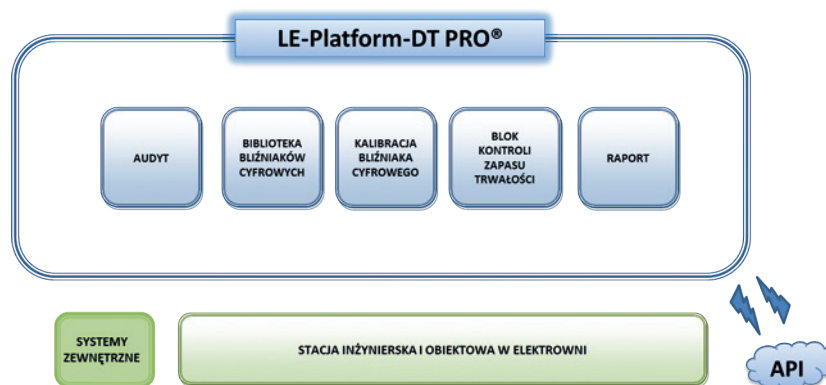 LE-Platform-DT PRO®
AUDYT
BIBLIOTEKA
BLIŹNIAKÓW
CYFROWYCH
KALIBRACJA
BLIŹNIAKA
CYFROWEGO
BLOK
KONTROLI
ZAPASU
TRWAŁOŚCI
RAPORT
SYSTEMY
ZEWNĘTRZNE
STACJA INŻYNIERSKA I OBIEKTOWA W ELEKTROWNI
API